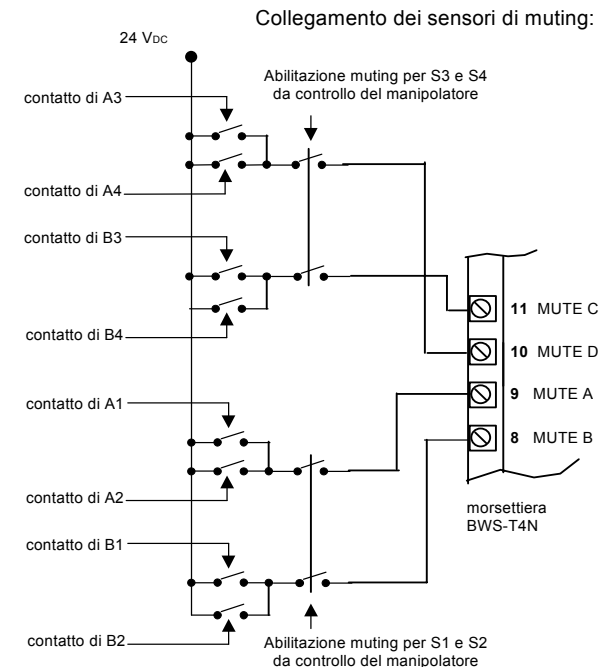 Collegamento dei sensori di muting:
24 VDC
Abilitazione muting per S3 e S4
da controllo del manipolatore
contatto di A3
contatto di A4
contatto di B3
contatto di B4
11 MUTE C
10 MUTE D
9 MUTE A
8 MUTE B
contatto di A1
contatto di A2
morsettiera
BWS-T4N
contatto di B1
contatto di B2
Abilitazione muting per S1 e S2
da controllo del manipolatore